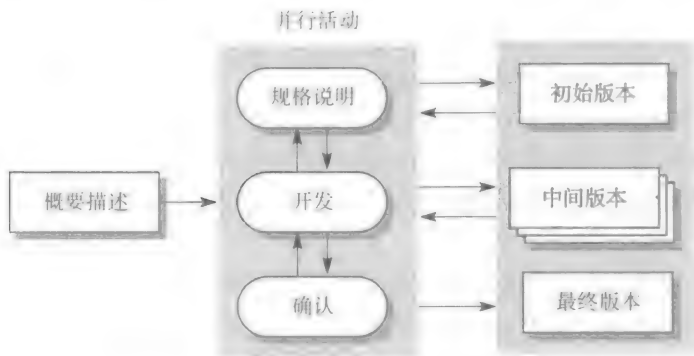 并行活动
规格说明
初始版本
概要描述
开发
中间版本
确认
最终版本